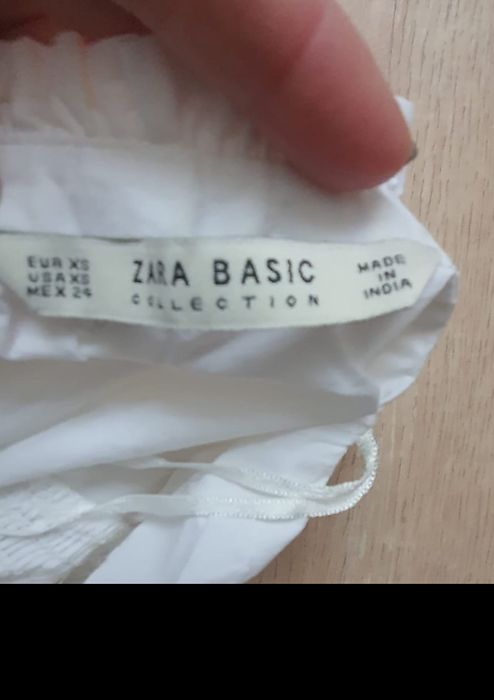 EUR XS
USA XS
MEX 24
ZARA BASIC
COLLECTION
MADE
IN
INDIA